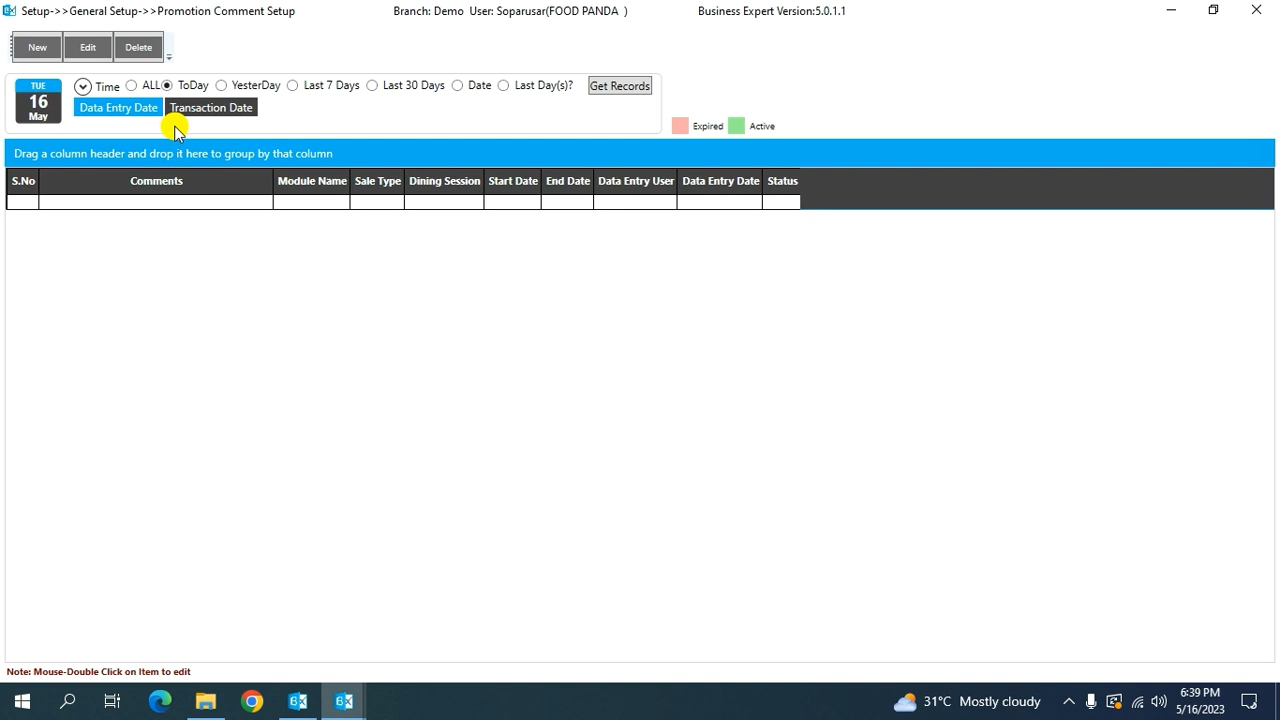 Setup->>General Setup->>Promotion Comment Setup Branch: Demo User: Soparusar(FOOD PANDA ) Business Expert Version:5.0.1.1
New Edit Delete
TUE
16
May
Time ALL ToDay YesterDay Last 7 Days Last 30 Days Date Last Day(s)? Get Records
Data Entry Date Transaction Date
Expired Active
Drag a column header and drop it here to group by that column
S.No Comments Module Name Sale Type Dining Session Start Date End Date Data Entry User Data Entry Date Status
Note: Mouse-Double Click on Item to edit
31°C Mostly cloudy
6:39 PM
5/16/2023